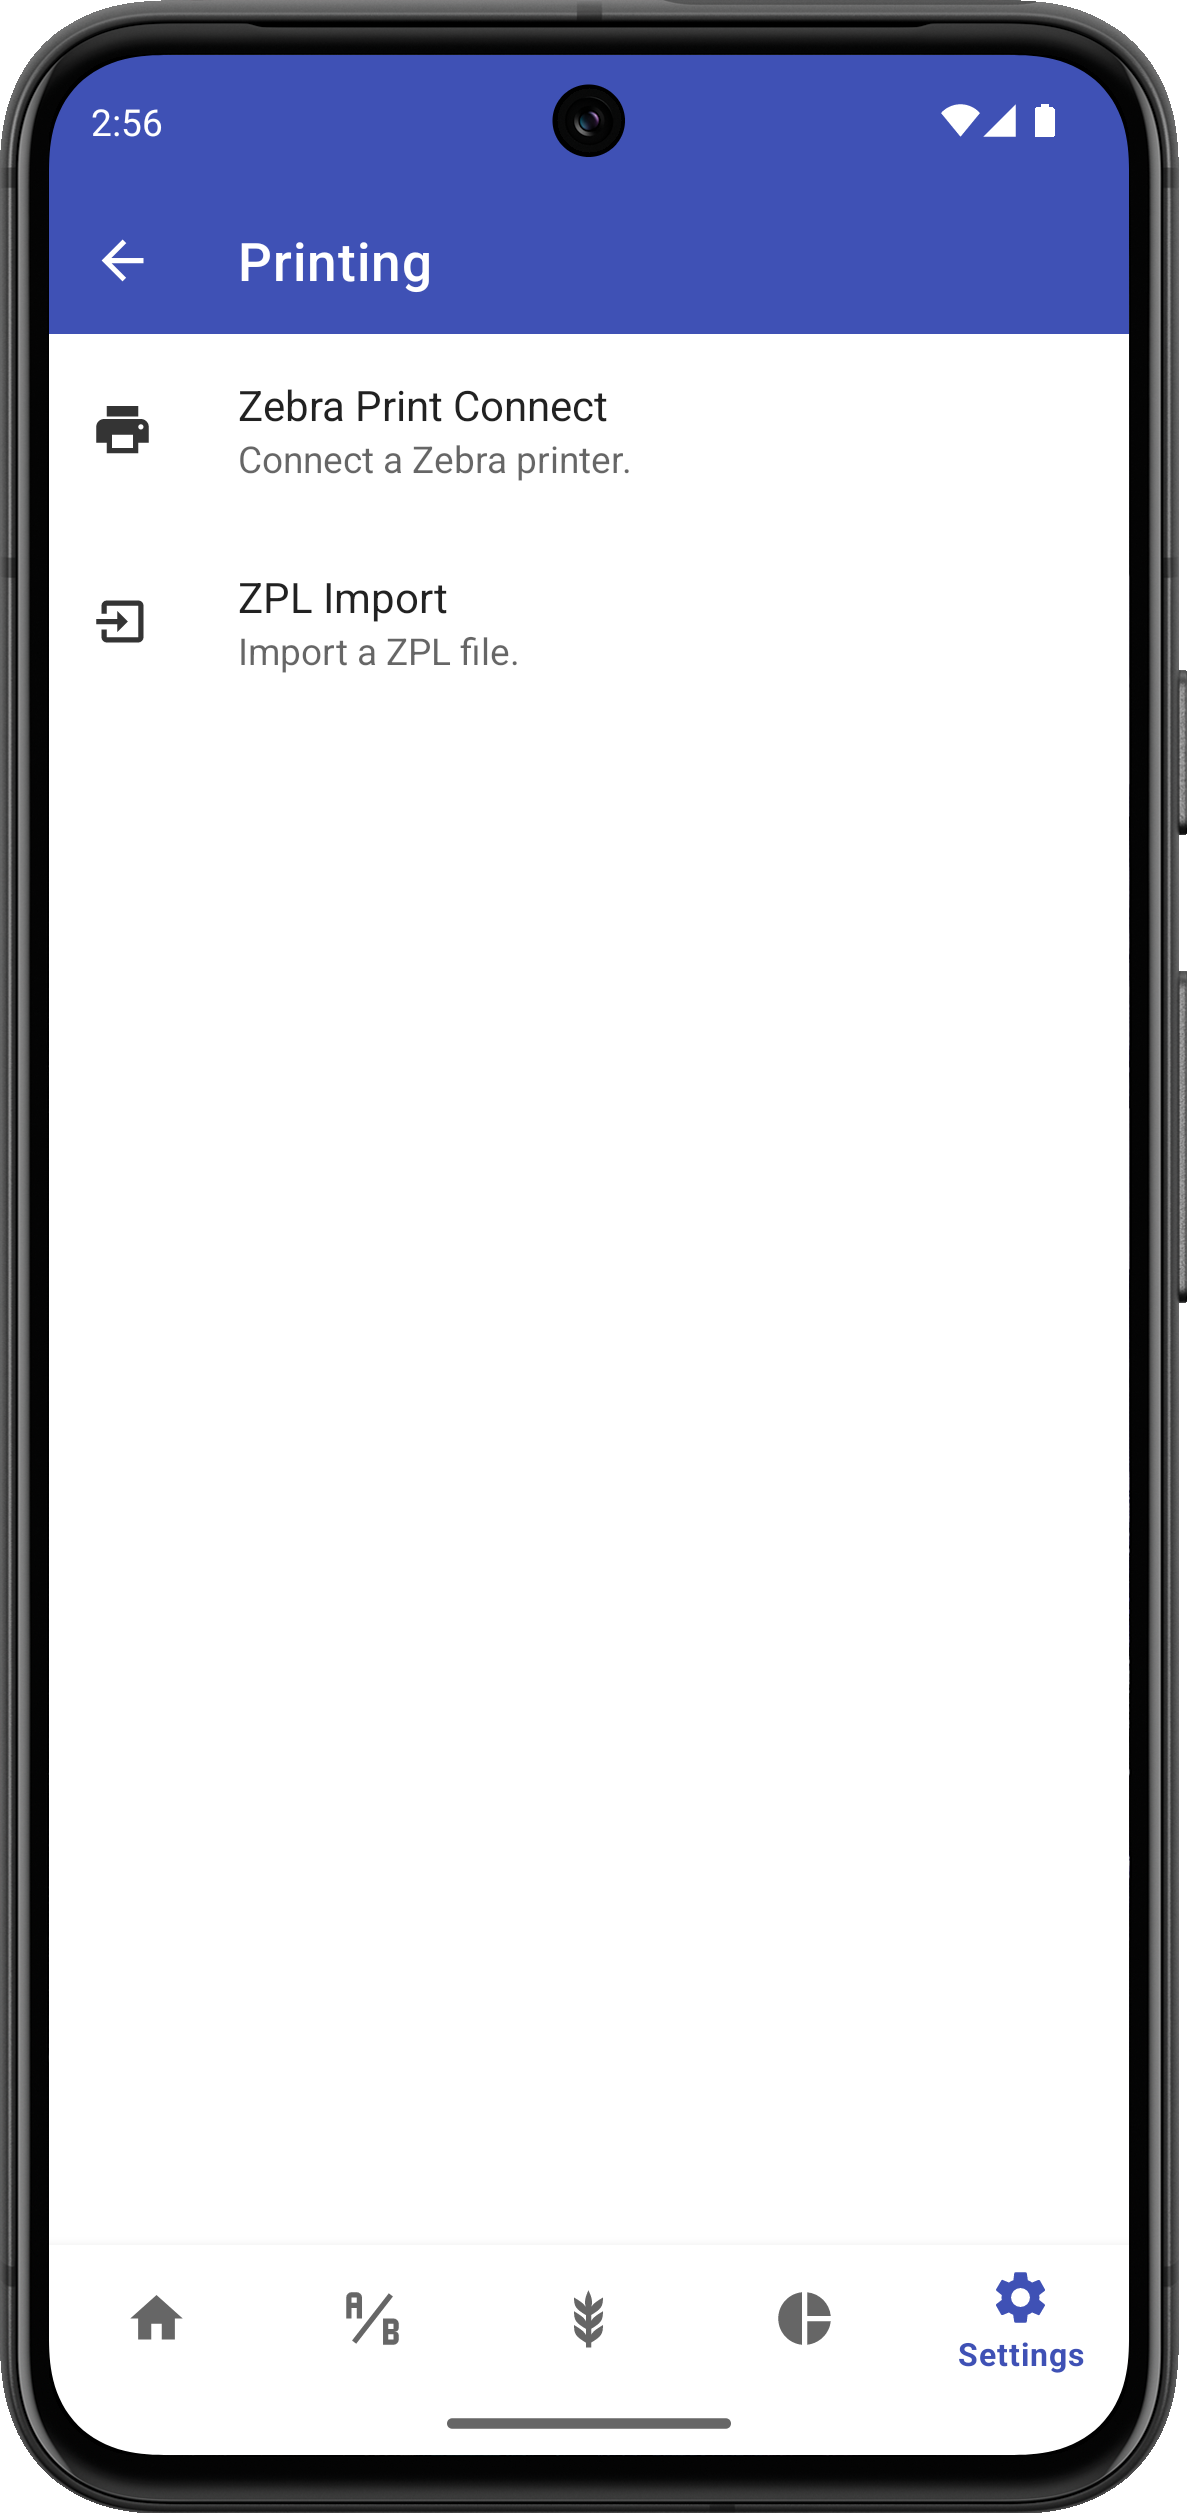 2:56
Printing
Zebra Print Connect
Connect a Zebra printer.
ZPL Import
Import a ZPL file.
A/B
Settings